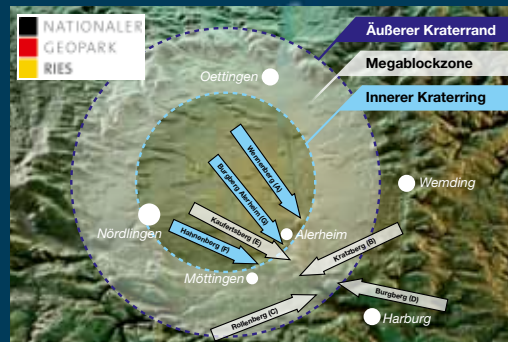 NATIONALER
GEOPARK
RIES
Äußerer Kraterrand
Megablockzone
Innerer Kraterring
Oettingen
Wennenberg (A)
Burgberg Alerheim (G)
Wemding
Kaufertsberg (E)
Nördlingen
Hahnenberg (F)
Alerheim
Kratzberg (B)
Möttingen
Burgberg (D)
Rollenberg (C)
Harburg